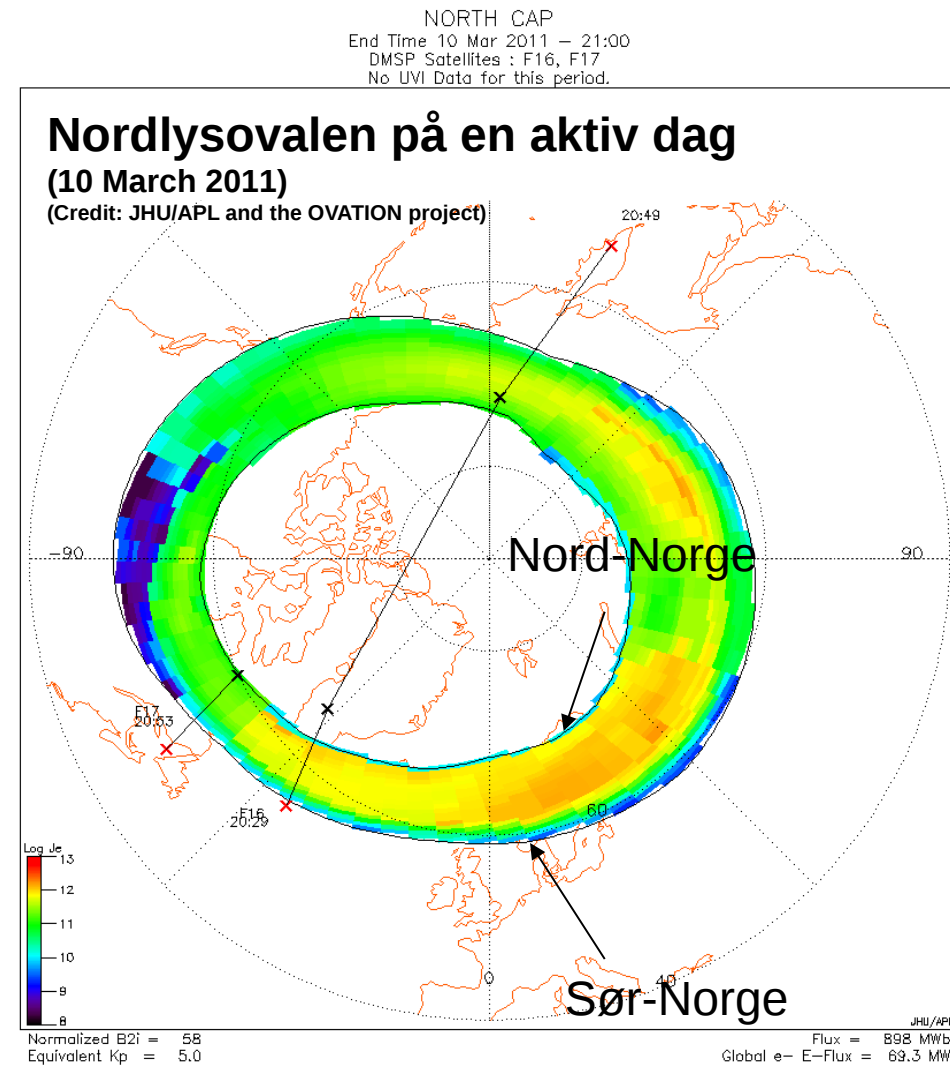 NORTH CAP
End Time 10 Mar 2011 – 21:00
DMSP Satellites : F16, F17
No UVI Data for this period.
Nordlysovalen på en aktiv dag
(10 March 2011)
(Credit: JHU/APL and the OVATION project)
20:49
-90
90
Nord-Norge
F17
20:53
F16
20:29
60
Log Je
13
12
11
10
9
8
0
40
Sør-Norge
JHU/APL
Normalized B2i = 58
Equivalent Kp = 5.0
Flux = 898 MWb
Global e- E-Flux = 69.3 MW